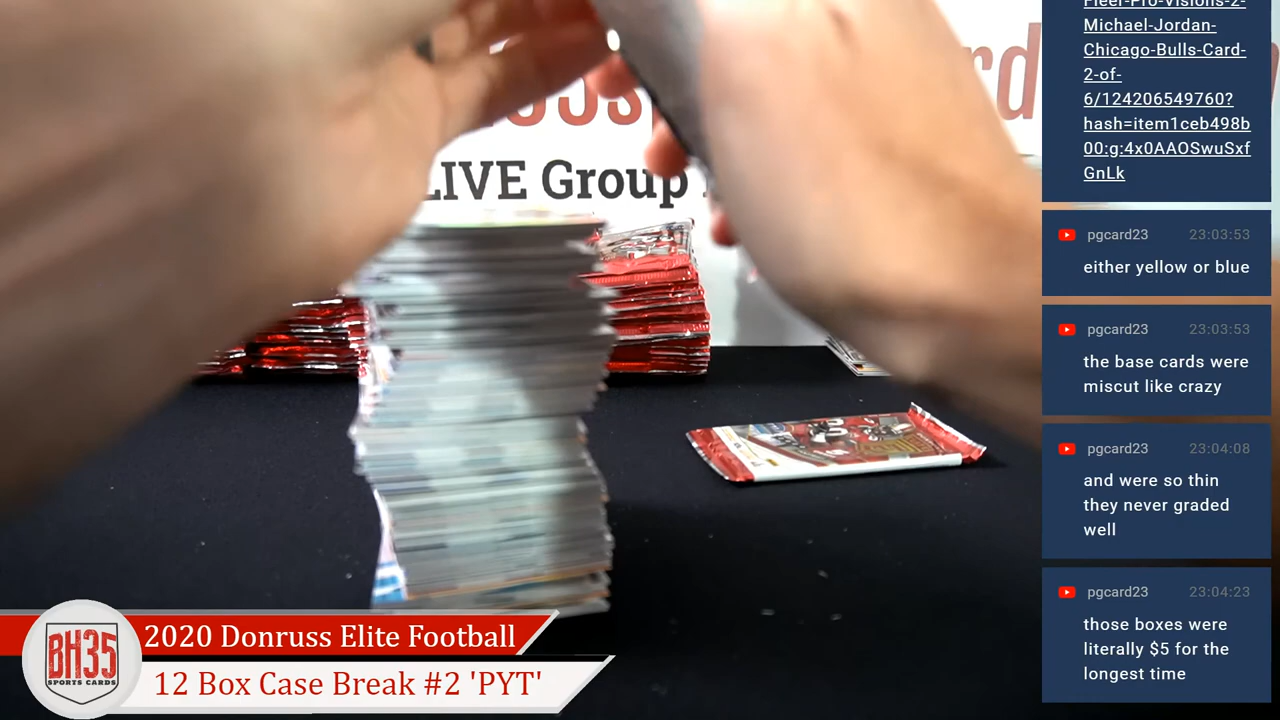 LIVE Group
rd
Fleer-Pro-Visions-2-
Michael-Jordan-
Chicago-Bulls-Card-
2-of-
6/124206549760?
hash=item1ceb498b
00:g:4x0AAOSwuSxf
GnLk
pgcard23 23:03:53
either yellow or blue
pgcard23 23:03:53
the base cards were
miscut like crazy
pgcard23 23:04:08
and were so thin
they never graded
well
pgcard23 23:04:23
those boxes were
literally $5 for the
longest time
BH35
SPORTS CARDS
2020 Donruss Elite Football
12 Box Case Break #2 'PYT'